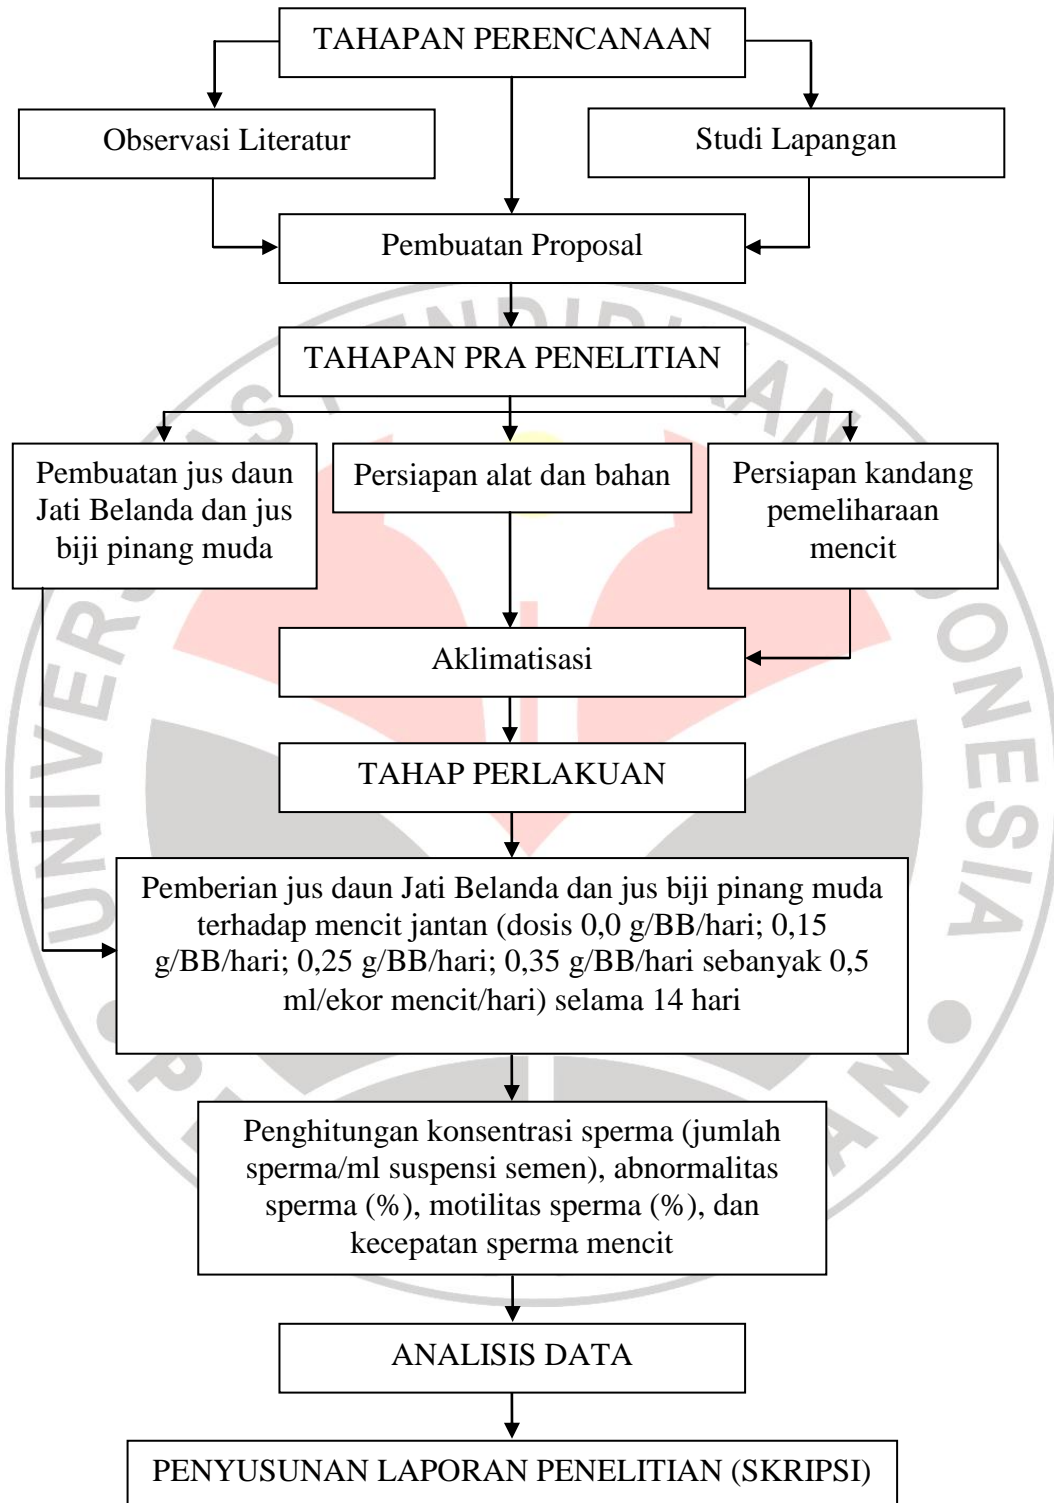 TAHAPAN PERENCANAAN
Observasi Literatur
Studi Lapangan
Pembuatan Proposal
TAHAPAN PRA PENELITIAN
Pembuatan jus daun
Jati Belanda dan jus
biji pinang muda
Persiapan alat dan bahan
Persiapan kandang
pemeliharaan
mencit
Aklimatisasi
TAHAP PERLAKUAN
Pemberian jus daun Jati Belanda dan jus biji pinang muda
terhadap mencit jantan (dosis 0,0 g/BB/hari; 0,15
g/BB/hari; 0,25 g/BB/hari; 0,35 g/BB/hari sebanyak 0,5
ml/ekor mencit/hari) selama 14 hari
Penghitungan konsentrasi sperma (jumlah
sperma/ml suspensi semen), abnormalitas
sperma (%), motilitas sperma (%), dan
kecepatan sperma mencit
ANALISIS DATA
PENYUSUNAN LAPORAN PENELITIAN (SKRIPSI)